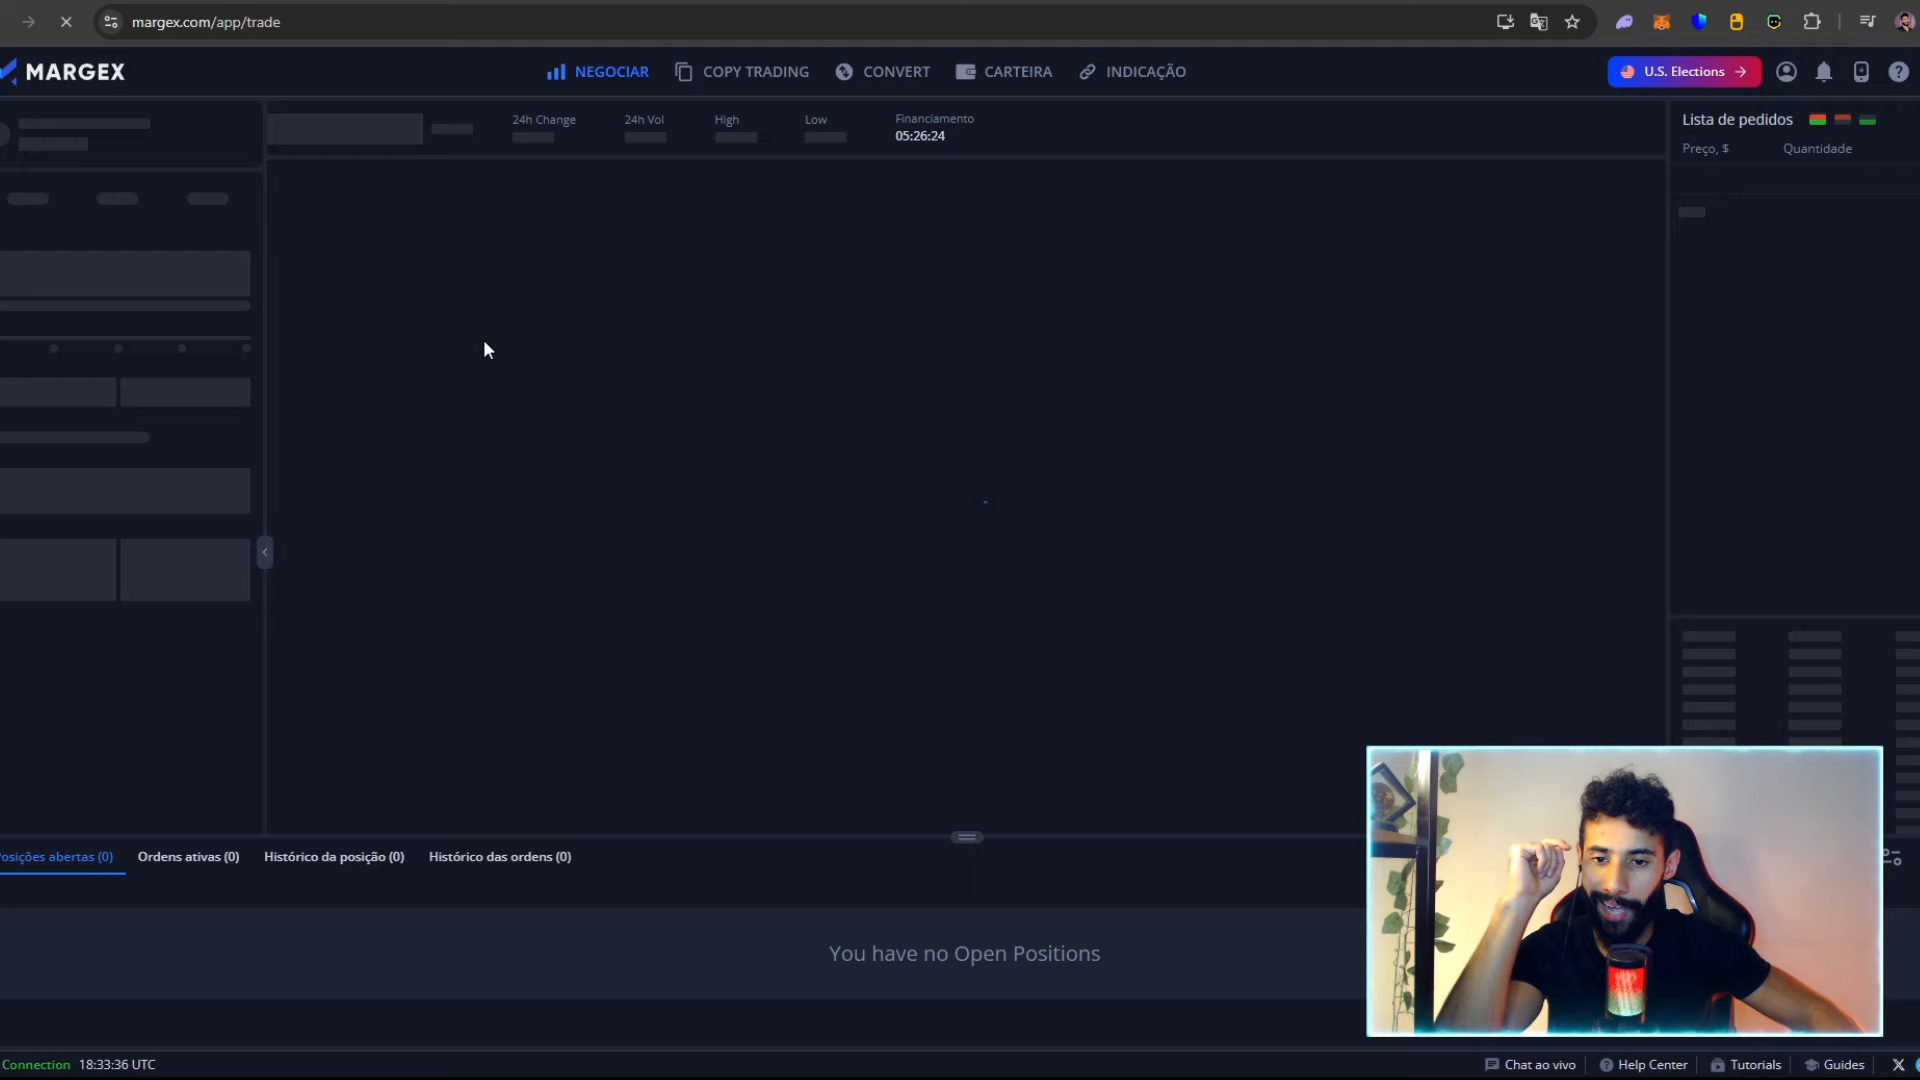 margex.com/app/trade
MARGEX
NEGOCIAR
COPY TRADING
CONVERT
CARTEIRA
INDICAÇÃO
U.S. Elections →
24h Change
24h Vol
High
Low
Financiamento
05:26:24
Lista de pedidos
Preço, $
Quantidade
Posições abertas (0)
Ordens ativas (0)
Histórico da posição (0)
Histórico das ordens (0)
You have no Open Positions
Connection 18:33:36 UTC
Chat ao vivo
Help Center
Tutorials
Guides